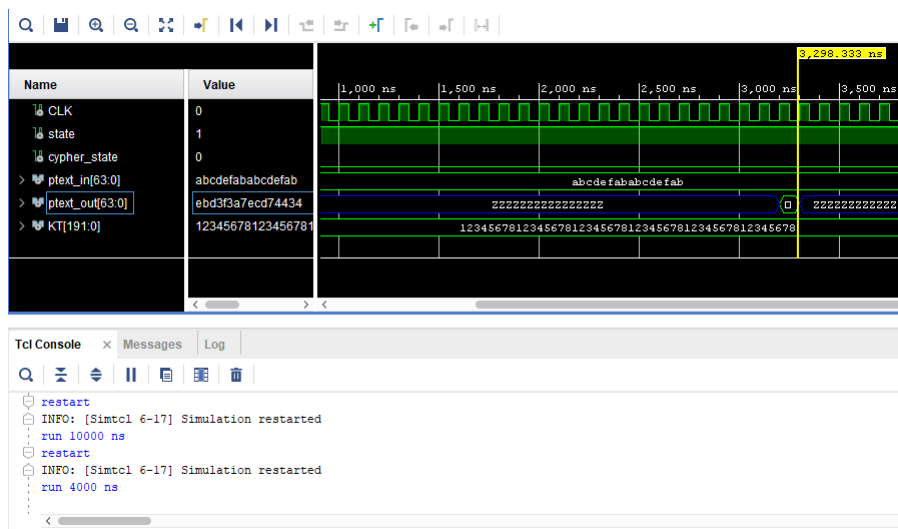 3,298.333 ns
Name Value
1,000 ns 1,500 ns 2,000 ns 2,500 ns 3,000 ns 3,500 ns
CLK 0
state 1
cypher_state 0
ptext_in[63:0] abcdefababcdefab abcdefababcdefab
ptext_out[63:0] ebd3f3a7ecd74434 ZZZZZZZZZZZZZZZZ ZZZZZZZZZZZZ
KT[191:0] 12345678123456781 123456781234567812345678123456781234567812345678
Tcl Console × Messages Log
restart
INFO: [Simtcl 6-17] Simulation restarted
run 10000 ns
restart
INFO: [Simtcl 6-17] Simulation restarted
run 4000 ns